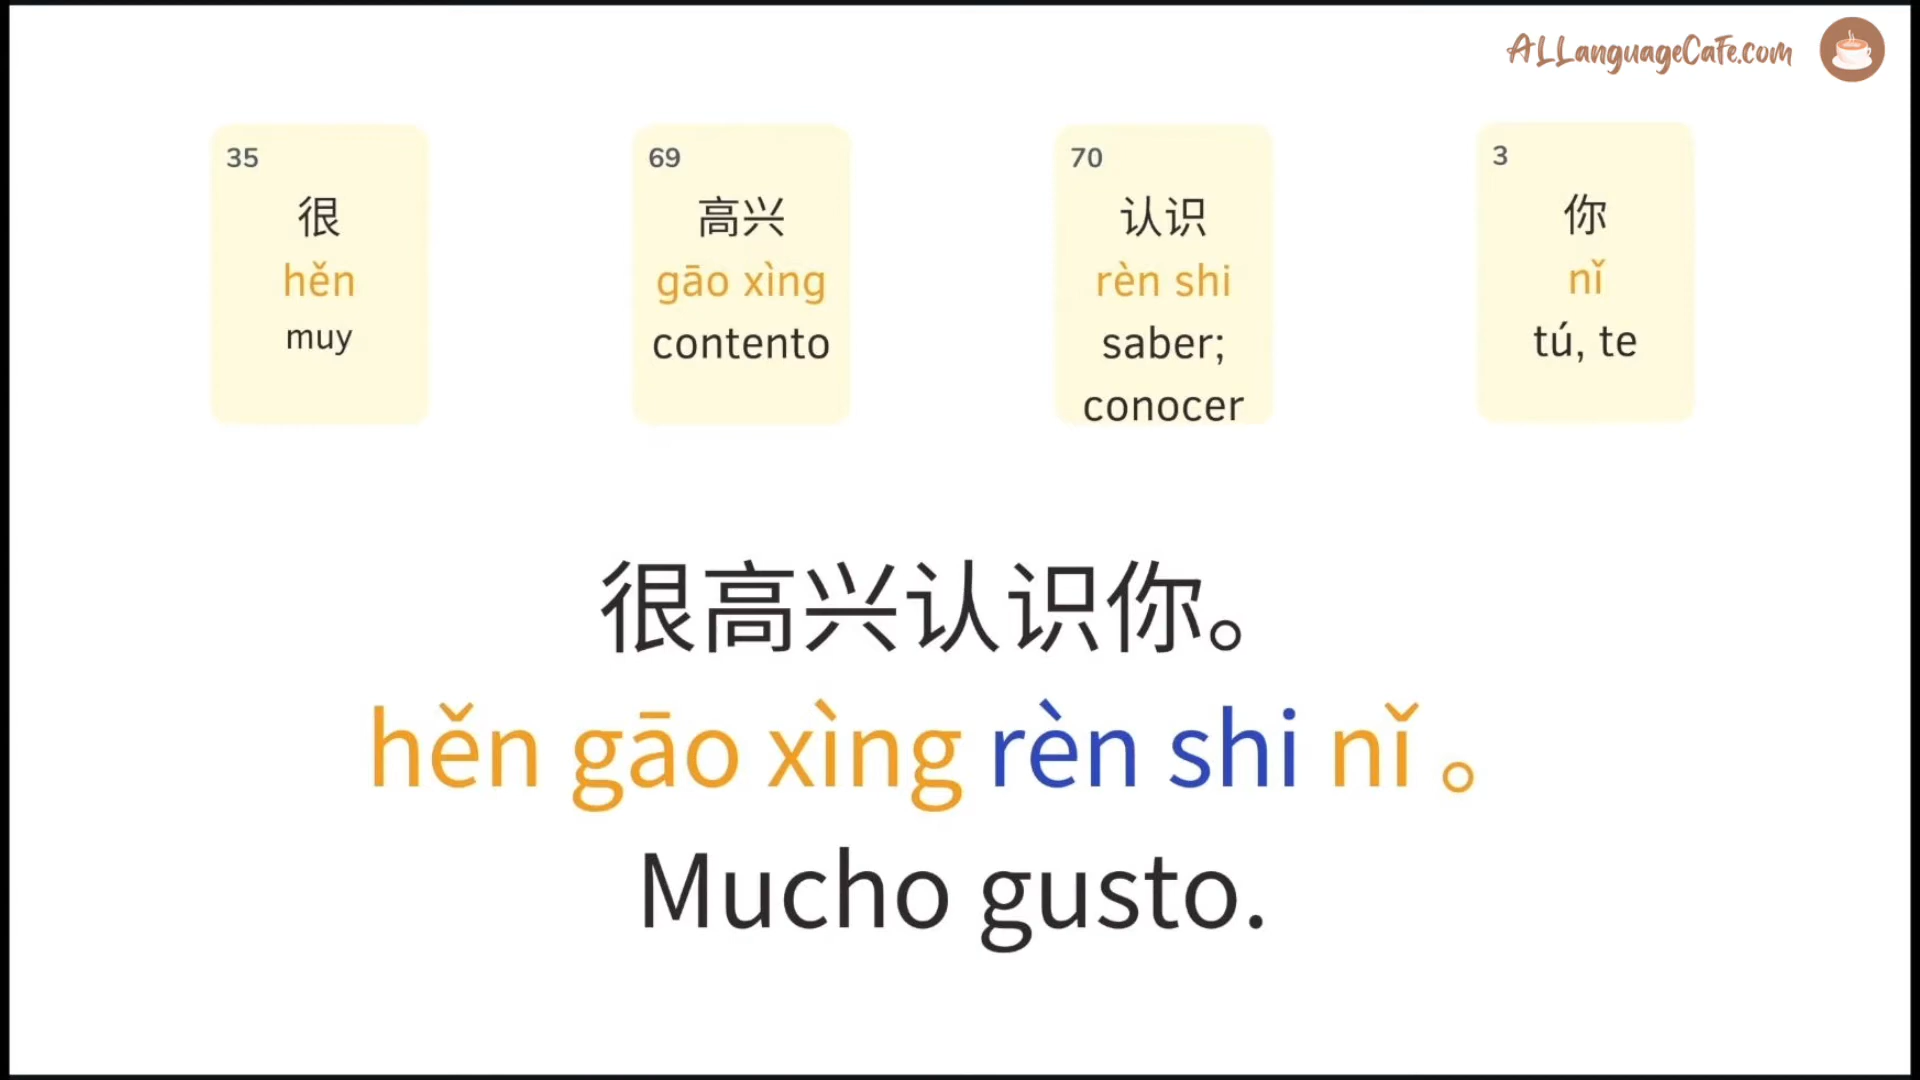 ALLanguageCafe.com
35
很
hěn
muy
69
高兴
gāo xìng
contento
70
认识
rèn shi
saber;
conocer
3
你
nǐ
tú, te
很高兴认识你。
hěn gāo xìng rèn shi nǐ 。
Mucho gusto.